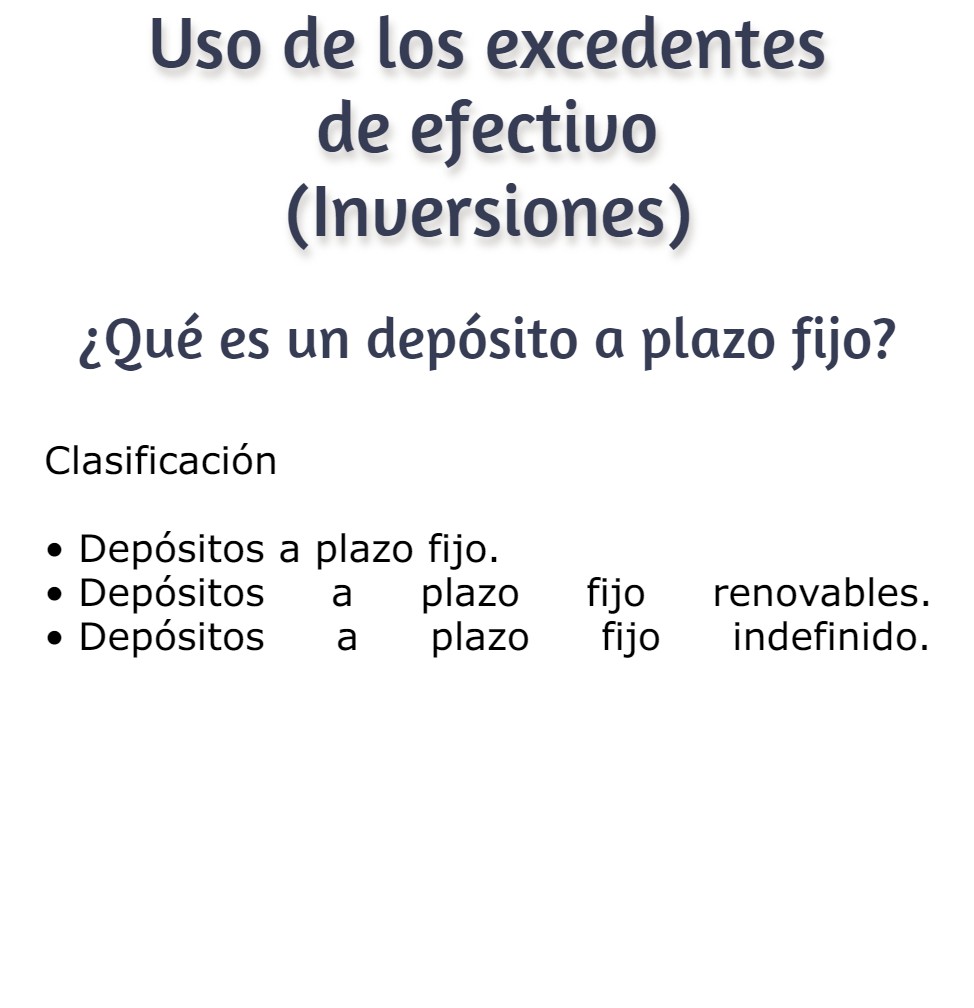 Uso de los excedentes
de efectivo
(Inversiones)
¿Qué es un depósito a plazo fijo?
Clasificación
• Depósitos a plazo fijo.
• Depósitos a plazo fijo renovables.
• Depósitos a plazo fijo indefinido.